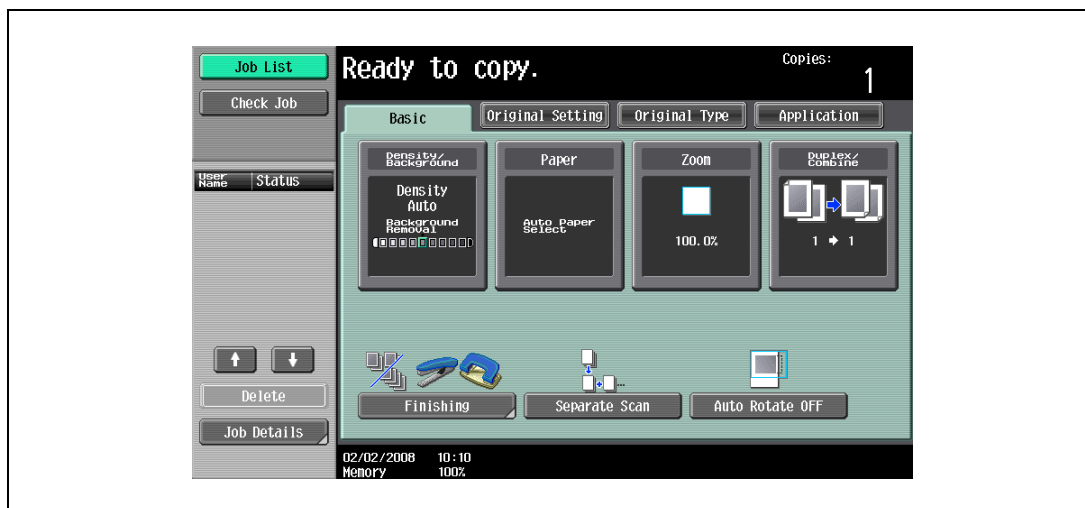 Job List
Check Job
User
Name
Status
Delete
Job Details
Ready to copy.
Copies:
1
Basic
Original Setting
Original Type
Application
Density/
Background
Density
Auto
Background
Removal
Paper
Auto Paper
Select
Zoom
100.0%
Duplex/
Combine
1 → 1
Finishing
Separate Scan
Auto Rotate OFF
02/02/2008 10:10
Memory 100%